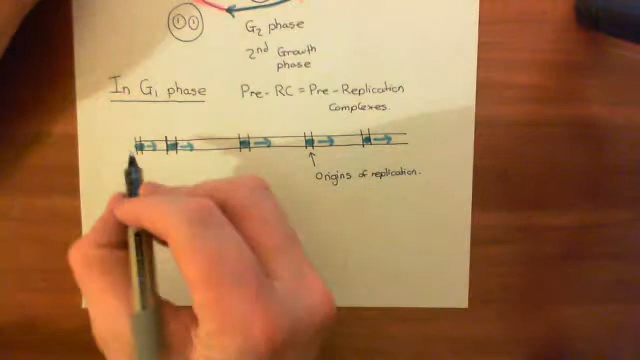 G₂ phase
2nd Growth
phase
In G₁ phase
Pre-RC = Pre-Replication
Complexes.
Origins of replication.